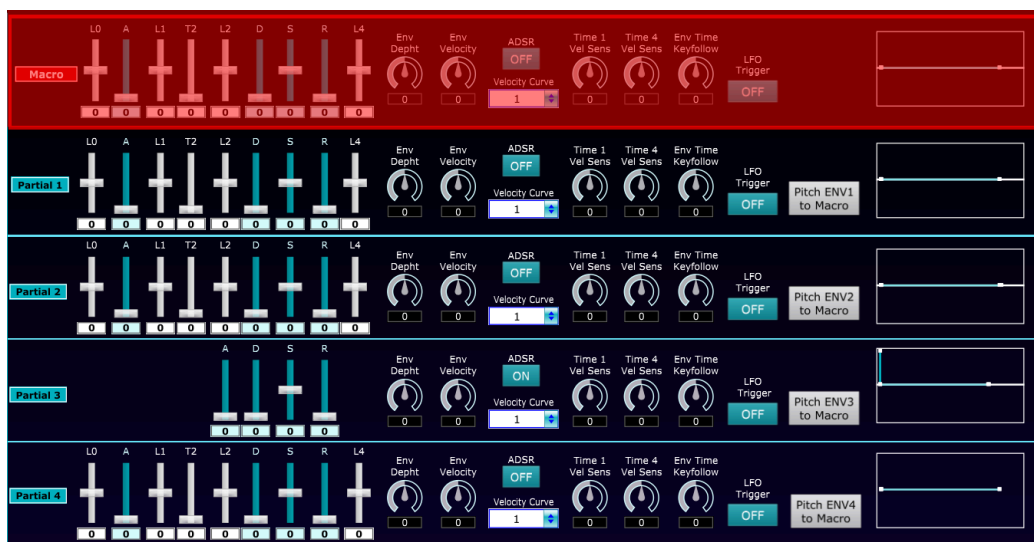 L0 A L1 T2 L2 D S R L4
Env Depht Env Velocity ADSR Time 1 Vel Sens Time 4 Vel Sens Env Time Keyfollow
OFF
LFO Trigger
Macro
Velocity Curve
OFF
0 0 0 0 0 0 0 0 0 0 0 1 0 0 0
L0 A L1 T2 L2 D S R L4
Env Depht Env Velocity ADSR Time 1 Vel Sens Time 4 Vel Sens Env Time Keyfollow
OFF
LFO Trigger
Partial 1
Velocity Curve
Pitch ENV1 to Macro
OFF
0 0 0 0 0 0 0 0 0 0 0 1 0 0 0
L0 A L1 T2 L2 D S R L4
Env Depht Env Velocity ADSR Time 1 Vel Sens Time 4 Vel Sens Env Time Keyfollow
OFF
LFO Trigger
Partial 2
Velocity Curve
Pitch ENV2 to Macro
OFF
0 0 0 0 0 0 0 0 0 0 0 1 0 0 0
A D S R
Env Depht Env Velocity ADSR Time 1 Vel Sens Time 4 Vel Sens Env Time Keyfollow
ON
LFO Trigger
Partial 3
Velocity Curve
Pitch ENV3 to Macro
OFF
0 0 0 0 0 0 1 0 0 0
L0 A L1 T2 L2 D S R L4
Env Depht Env Velocity ADSR Time 1 Vel Sens Time 4 Vel Sens Env Time Keyfollow
OFF
LFO Trigger
Partial 4
Velocity Curve
Pitch ENV4 to Macro
OFF
0 0 0 0 0 0 0 0 0 0 0 1 0 0 0